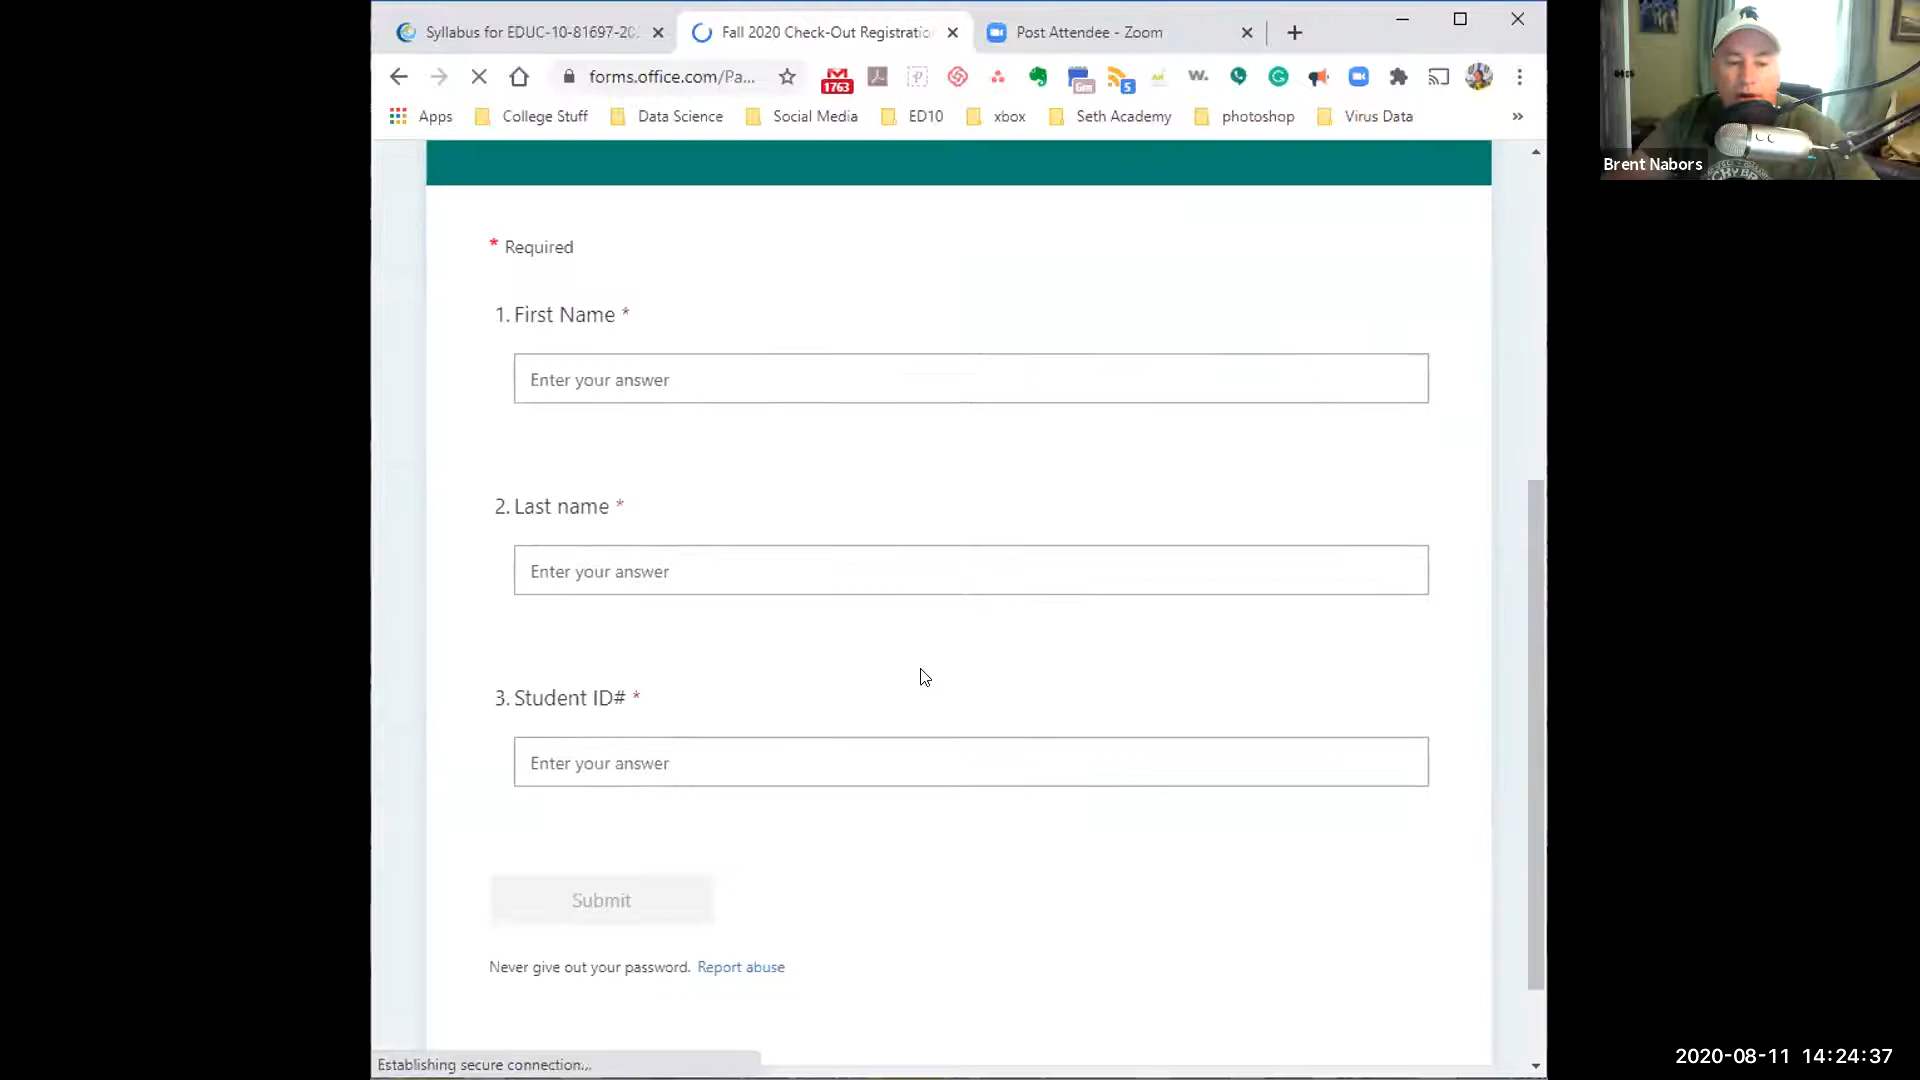 Syllabus for EDUC-10-81697-20
Fall 2020 Check-Out Registratio
Post Attendee - Zoom
forms.office.com/Pa...
1763
Gm
5
W.
Apps
College Stuff
Data Science
Social Media
ED10
xbox
Seth Academy
photoshop
Virus Data
»
* Required
1. First Name *
Enter your answer
2. Last name *
Enter your answer
3. Student ID# *
Enter your answer
Submit
Never give out your password. Report abuse
Establishing secure connection...
Brent Nabors
2020-08-11 14:24:37